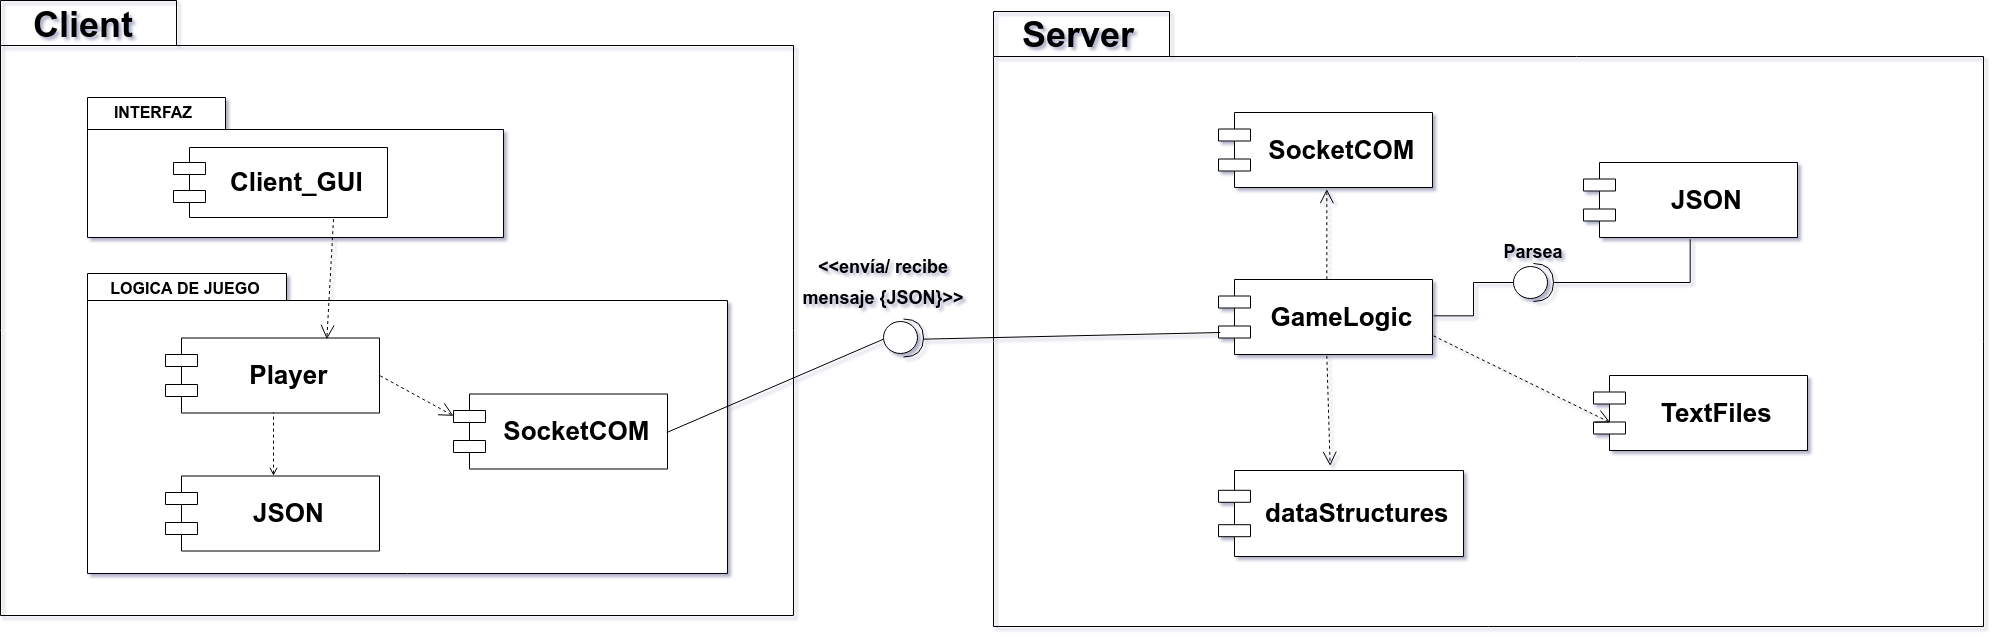 Client
INTERFAZ
Client_GUI
LOGICA DE JUEGO
Player
SocketCOM
JSON
<<envía/ recibe
mensaje {JSON}>>
Server
SocketCOM
JSON
Parsea
GameLogic
TextFiles
dataStructures